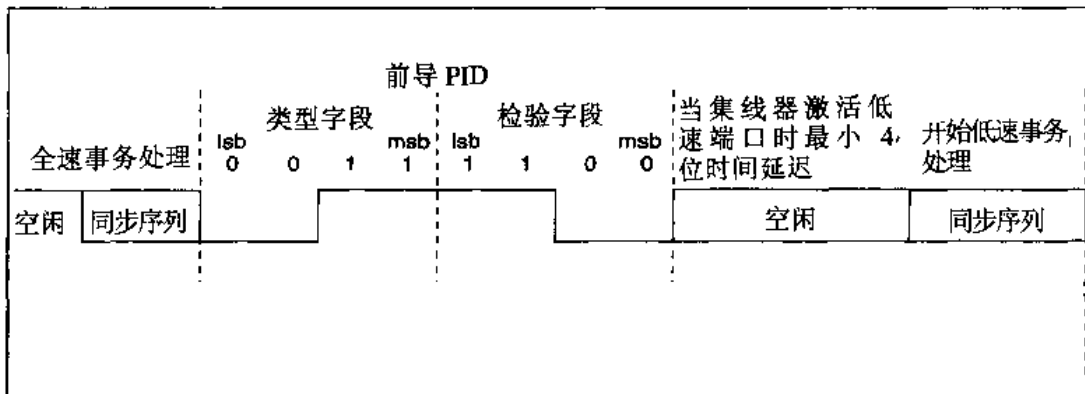 前导 PID
类型字段
检验字段
当集线器激活低
速端口时最小 4
位时间延迟
开始低速事务
处理
全速事务处理
lsb msb lsb msb
0 0 1 1 1 1 0 0
空闲 同步序列 空闲 同步序列